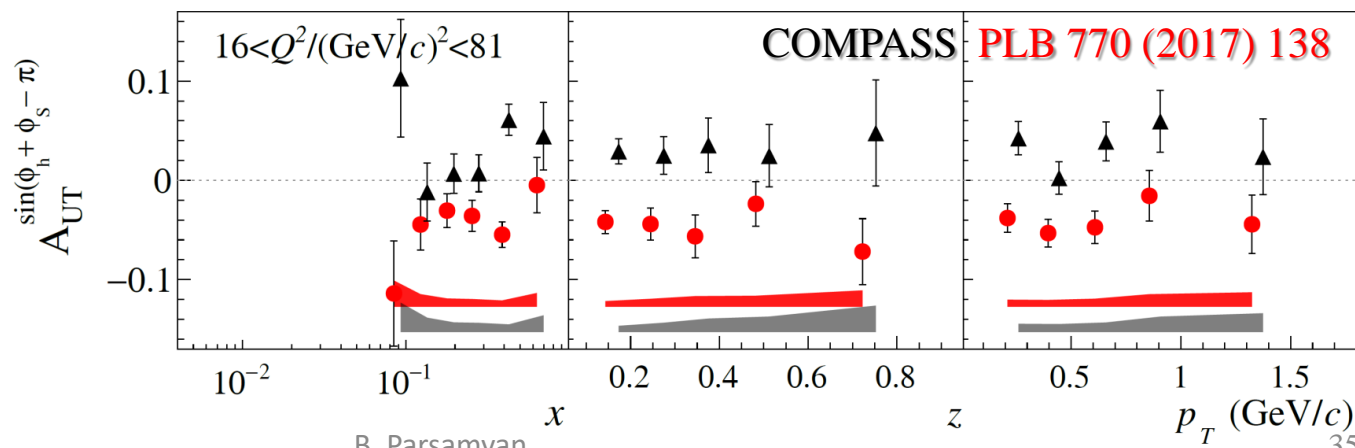 16<Q²/(GeV/c)²<81
COMPASS PLB 770 (2017) 138
A_UT^sin(ϕ_h + ϕ_S − π)
0.1
0
−0.1
10⁻² 10⁻¹ 0.2 0.4 0.6 0.8 0.5 1 1.5
x z p_T (GeV/c)
B. Parsamyan 35